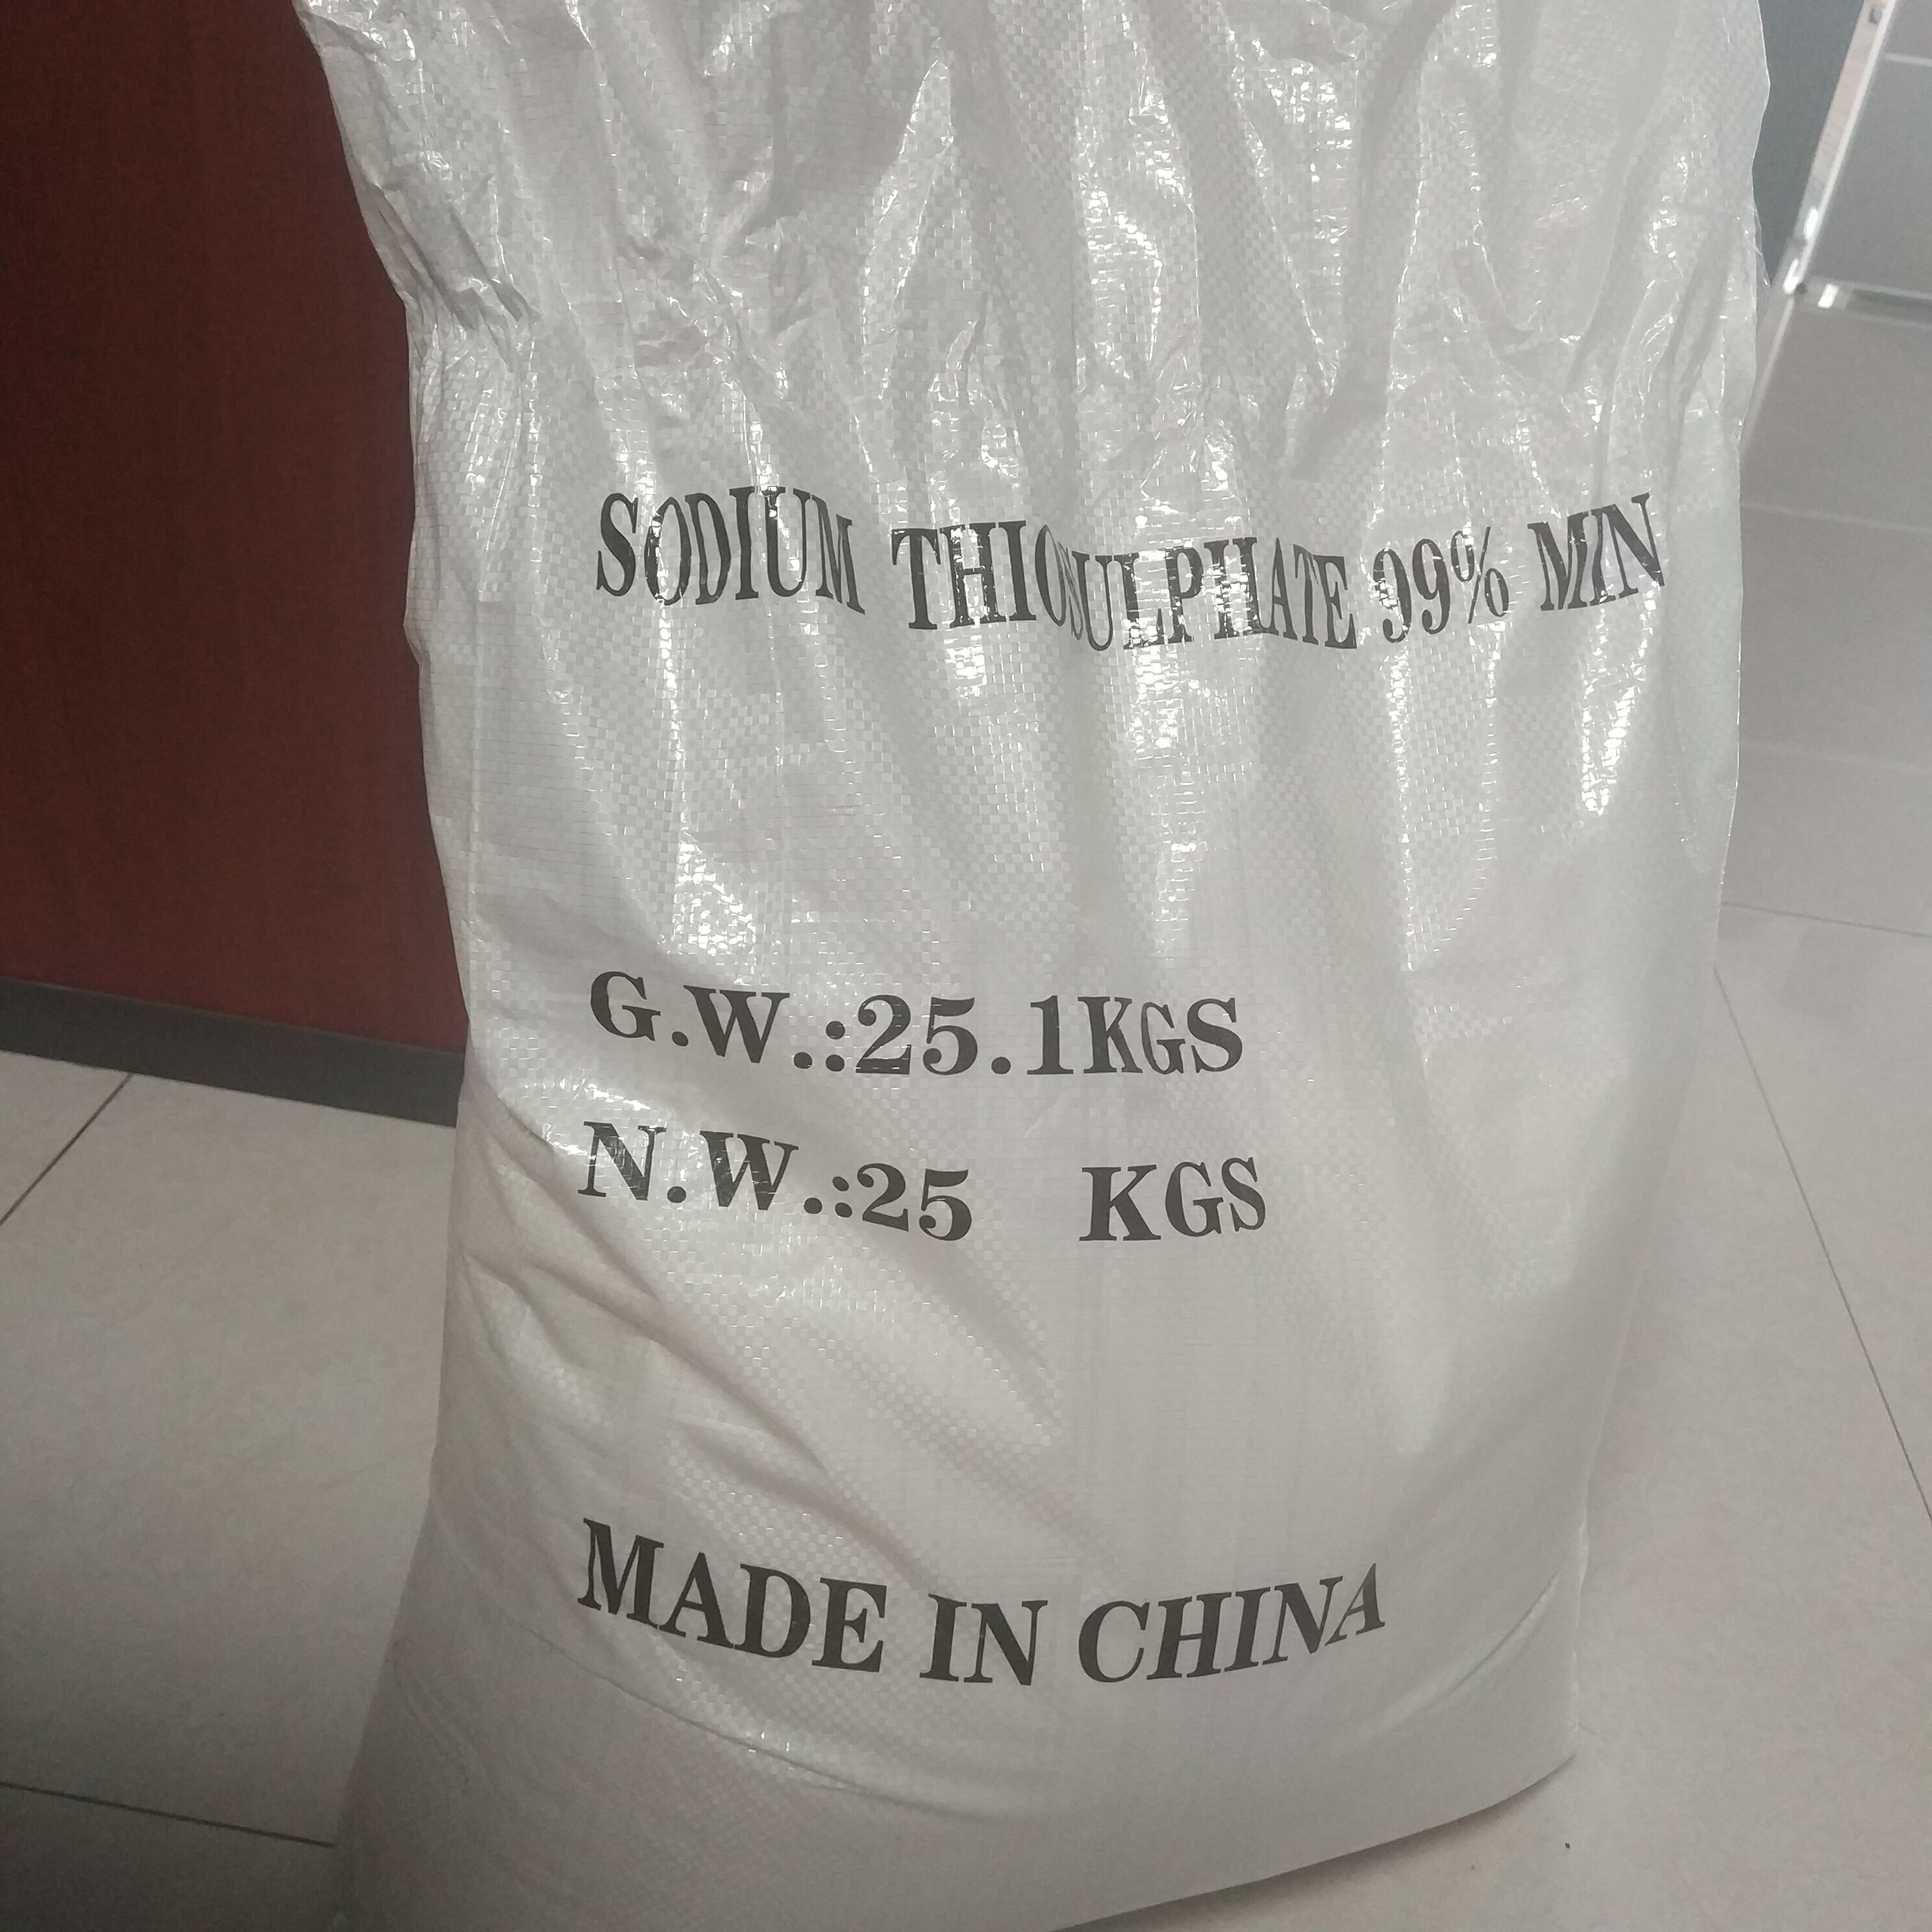 SODIUM THIOSULPHATE 99% MIN
G.W.:25.1KGS
N.W.:25 KGS
MADE IN CHINA